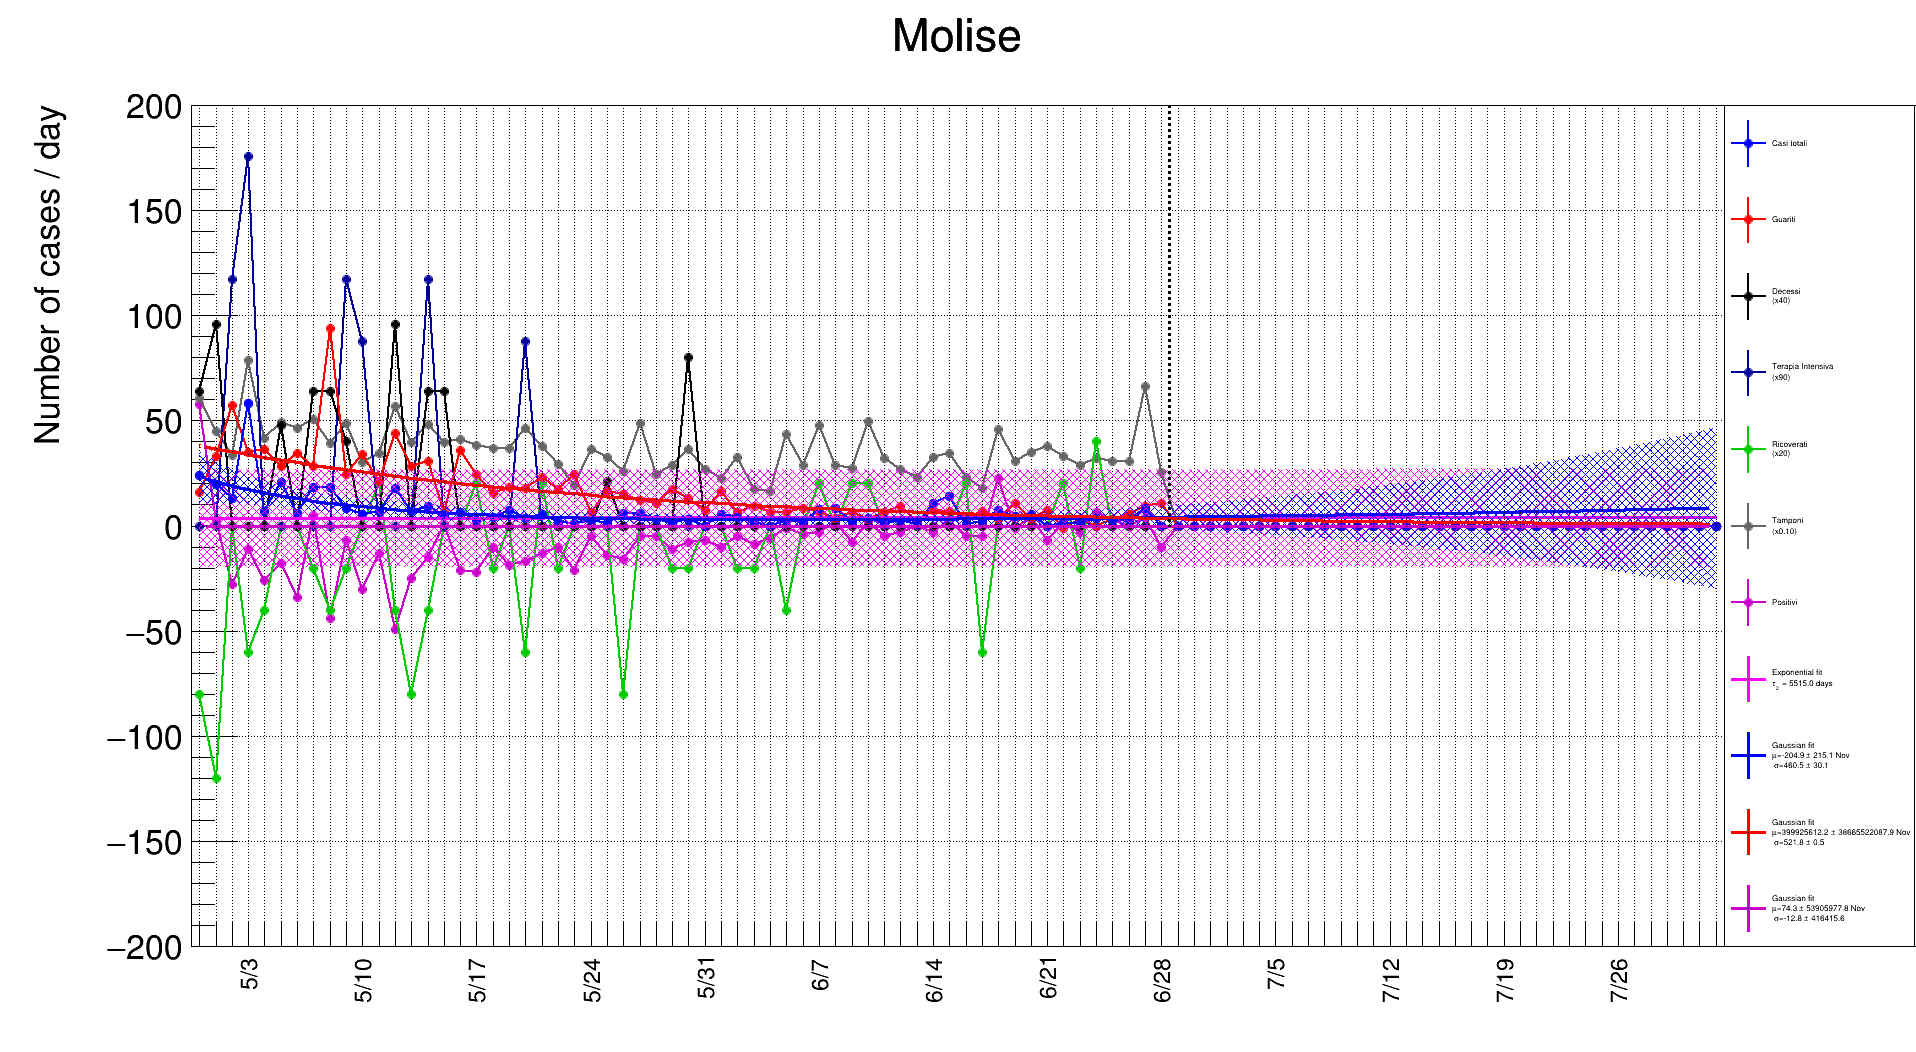 Molise
Number of cases / day
200
150
100
50
0
−50
−100
−150
−200
5/3
5/10
5/17
5/24
5/31
6/7
6/14
6/21
6/28
7/5
7/12
7/19
7/26
Casi totali
Guariti
Decessi
(x40)
Terapia Intensiva
(x90)
Ricoverati
(x20)
Tamponi
(x0.10)
Positivi
Exponential fit
τ2 = 5515.0 days
Gaussian fit
μ=-204.9 ± 215.1 Nov
σ=460.5 ± 30.1
Gaussian fit
μ=399925612.2 ± 38665522087.9 Nov
σ=521.8 ± 0.5
Gaussian fit
μ=74.3 ± 53905977.8 Nov
σ=-12.8 ± 416415.6